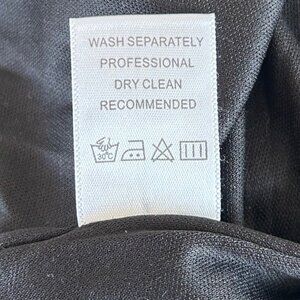 WASH SEPARATELY
PROFESSIONAL
DRY CLEAN
RECOMMENDED
30°C